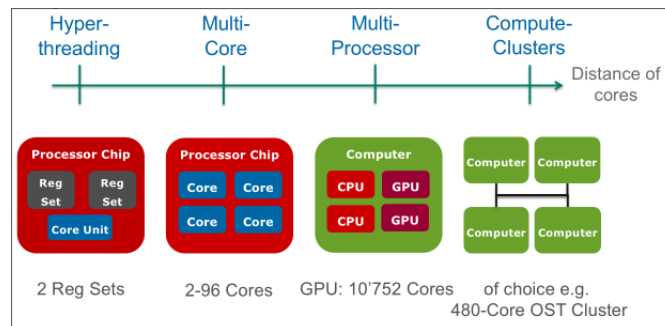 Hyper-
threading
Multi-
Core
Multi-
Processor
Compute-
Clusters
Distance of
cores
Processor Chip
Reg
Set
Reg
Set
Core Unit
2 Reg Sets
Processor Chip
Core Core
Core Core
2-96 Cores
Computer
CPU GPU
CPU GPU
GPU: 10'752 Cores
Computer Computer
Computer Computer
of choice e.g.
480-Core OST Cluster